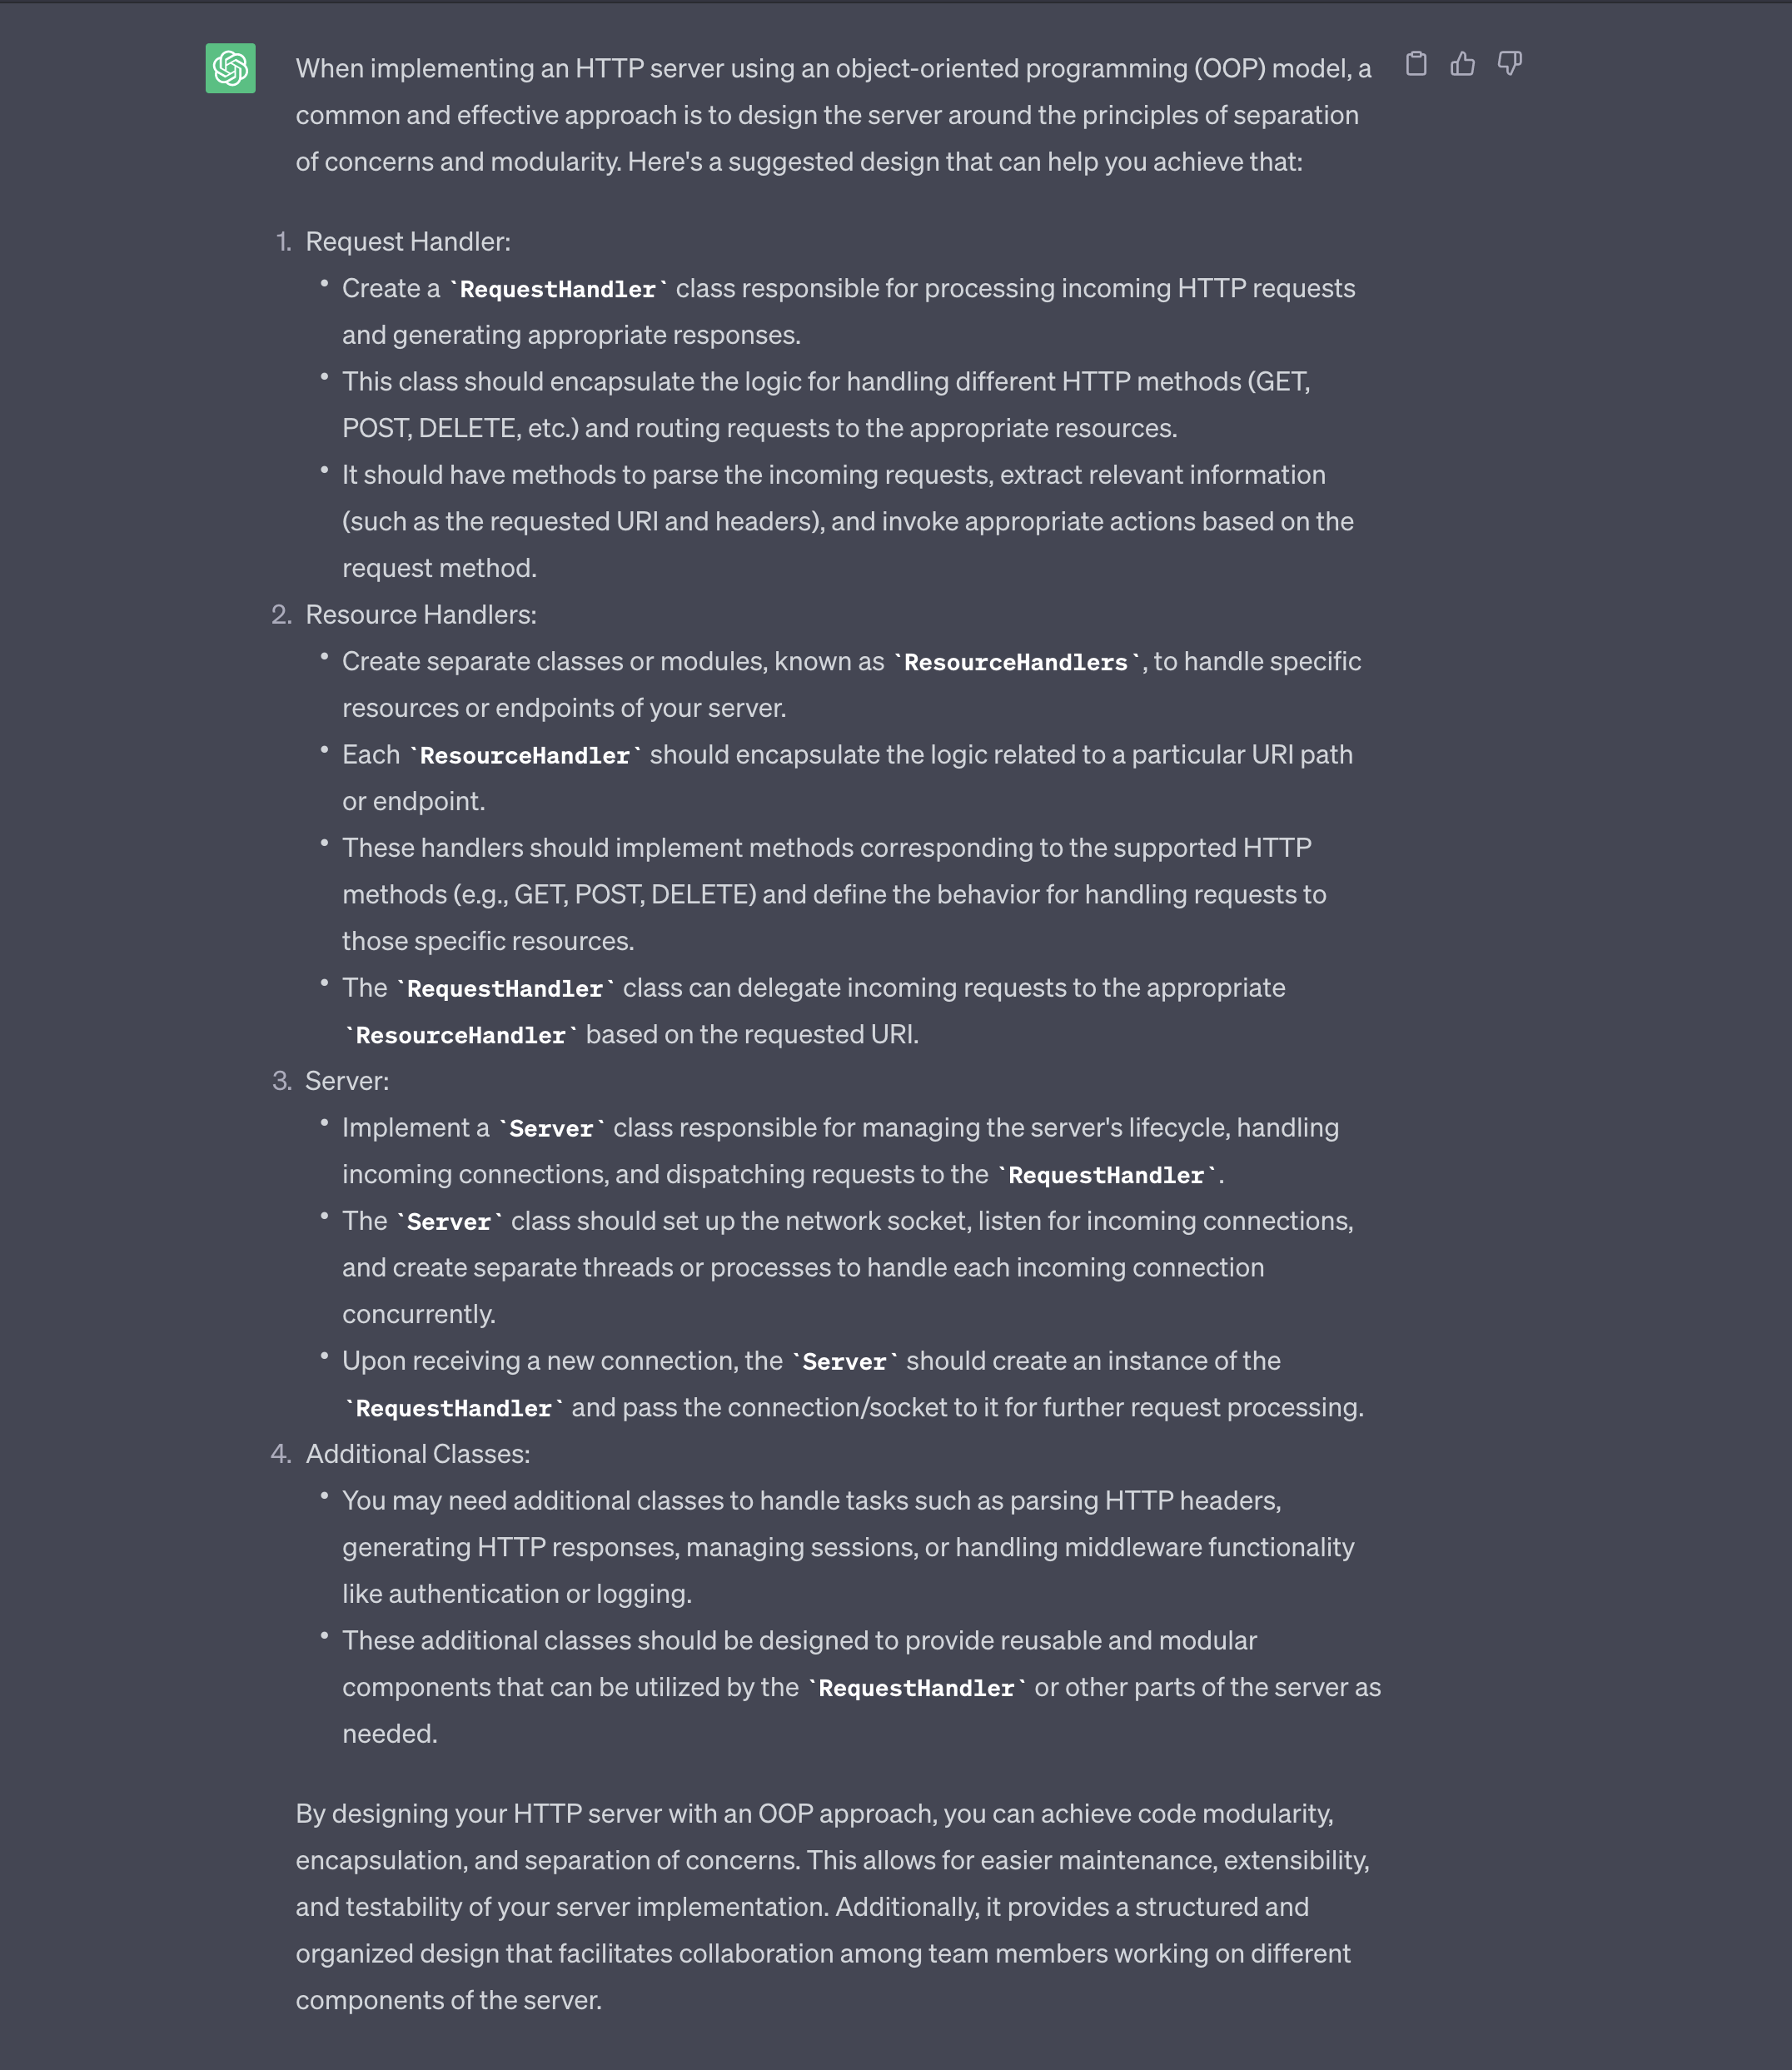 When implementing an HTTP server using an object-oriented programming (OOP) model, a
common and effective approach is to design the server around the principles of separation
of concerns and modularity. Here's a suggested design that can help you achieve that:
1. Request Handler:
• Create a `RequestHandler` class responsible for processing incoming HTTP requests
and generating appropriate responses.
• This class should encapsulate the logic for handling different HTTP methods (GET,
POST, DELETE, etc.) and routing requests to the appropriate resources.
• It should have methods to parse the incoming requests, extract relevant information
(such as the requested URI and headers), and invoke appropriate actions based on the
request method.
2. Resource Handlers:
• Create separate classes or modules, known as `ResourceHandlers`, to handle specific
resources or endpoints of your server.
• Each `ResourceHandler` should encapsulate the logic related to a particular URI path
or endpoint.
• These handlers should implement methods corresponding to the supported HTTP
methods (e.g., GET, POST, DELETE) and define the behavior for handling requests to
those specific resources.
• The `RequestHandler` class can delegate incoming requests to the appropriate
`ResourceHandler` based on the requested URI.
3. Server:
• Implement a `Server` class responsible for managing the server's lifecycle, handling
incoming connections, and dispatching requests to the `RequestHandler`.
• The `Server` class should set up the network socket, listen for incoming connections,
and create separate threads or processes to handle each incoming connection
concurrently.
• Upon receiving a new connection, the `Server` should create an instance of the
`RequestHandler` and pass the connection/socket to it for further request processing.
4. Additional Classes:
• You may need additional classes to handle tasks such as parsing HTTP headers,
generating HTTP responses, managing sessions, or handling middleware functionality
like authentication or logging.
• These additional classes should be designed to provide reusable and modular
components that can be utilized by the `RequestHandler` or other parts of the server as
needed.
By designing your HTTP server with an OOP approach, you can achieve code modularity,
encapsulation, and separation of concerns. This allows for easier maintenance, extensibility,
and testability of your server implementation. Additionally, it provides a structured and
organized design that facilitates collaboration among team members working on different
components of the server.